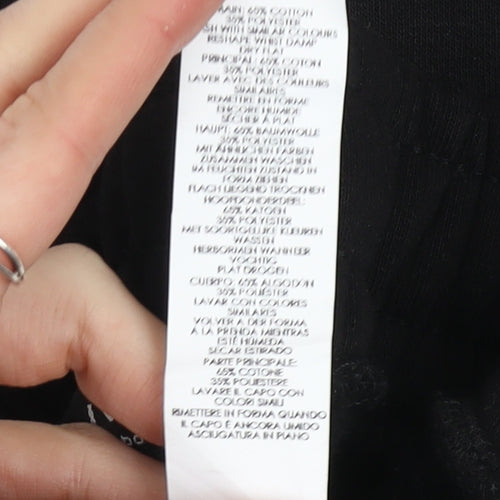 MAIN: 65% COTTON
35% POLYESTER
WITH SIMILAR COLOURS
RESHAPE WHIST DAMP
DRY FLAT
PRINCIPAL: 65% COTON
35% POLYESTER
LAVER AVEC DES COULEURS
SIMILAIRES
REMETTRE EN FORME
ENCORE HUMIDE
SÉCHER À PLAT
HAUPT: 65% BAUMWOLLE
35% POLYESTER
MIT ÄHNLICHEN FARBEN
ZUSAMMEN WASCHEN
IM FEUCHTEN ZUSTAND IN
FORM ZIEHEN
FLACH LIEGEND TROCKNEN
HOOFDONDERDEEL:
65% KATOEN
35% POLYESTER
MET SOORTGELIJKE KLEUREN
WASSEN
HERVORMEN WANNEER
VOCHTIG
PLAT DROGEN
CUERPO: 65% ALGODON
35% POLIÉSTER
LAVAR CON COLORES
SIMILARES
VOLVER A DER FORMA
A LA PRENDA MIENTRAS
ESTÉ HÚMEDA
SECAR ESTIRADO
PARTE PRINCIPALE:
65% COTONE
35% POLIESTERE
LAVARE IL CAPO CON
COLORI SIMILI
RIMETTERE IN FORMA QUANDO
IL CAPO È ANCORA UMIDO
ASCIUGATURA IN PIANO